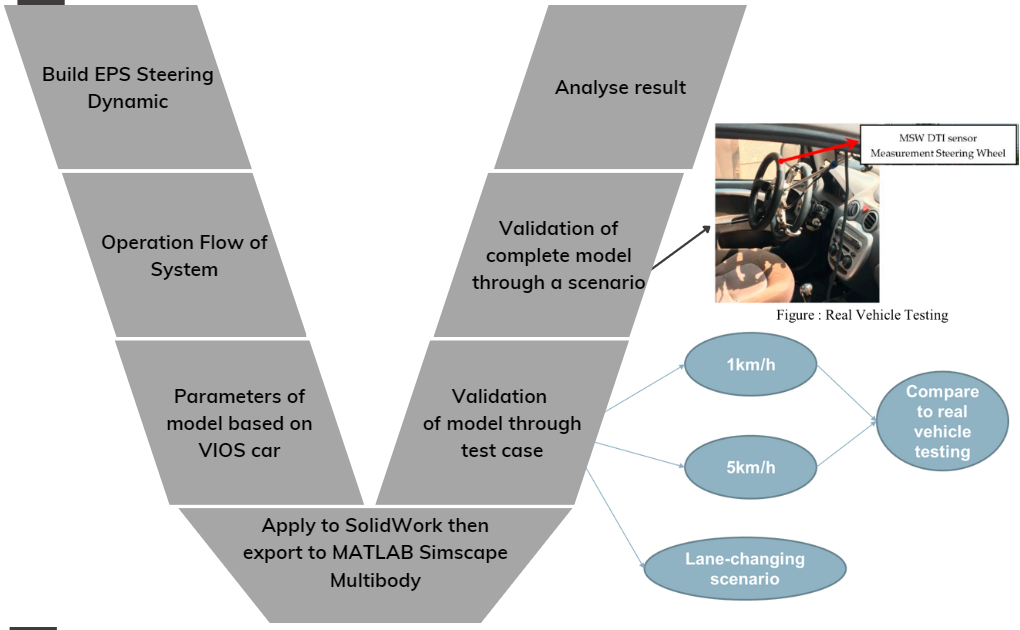 Build EPS Steering
Dynamic
Operation Flow of
System
Parameters of
model based on
VIOS car
Apply to SolidWork then
export to MATLAB Simscape
Multibody
Validation
of model through
test case
Validation of
complete model
through a scenario
Analyse result
MSW DTI sensor
Measurement Steering Wheel
Figure : Real Vehicle Testing
1km/h
5km/h
Lane-changing
scenario
Compare
to real
vehicle
testing